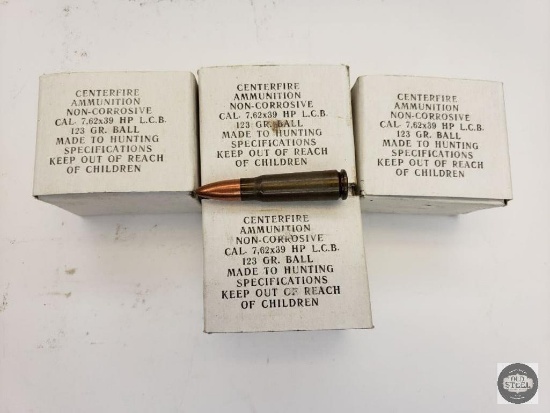 CENTERFIRE
AMMUNITION
NON-CORROSIVE
CAL- 7,62x39 HP L.C.B.
123 GR. BALL
MADE TO HUNTING
SPECIFICATIONS
KEEP OUT OF REACH
OF CHILDREN
CENTERFIRE
AMMUNITION
NON-CORROSIVE
CAL- 7,62x39 HP L.C.B.
123 GR. BALL
MADE TO HUNTING
SPECIFICATIONS
KEEP OUT OF REACH
OF CHILDREN
CENTERFIRE
AMMUNITION
NON-CORROSIVE
CAL- 7,62x39 HP L.C.B.
123 GR. BALL
MADE TO HUNTING
SPECIFICATIONS
KEEP OUT OF REACH
OF CHILDREN
CENTERFIRE
AMMUNITION
NON-CORROSIVE
CAL- 7,62x39 HP L.C.B.
123 GR. BALL
MADE TO HUNTING
SPECIFICATIONS
KEEP OUT OF REACH
OF CHILDREN
OLD
STEEL